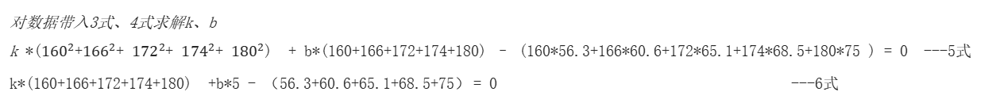 对数据带入3式、4式求解k、b
k *(160²+166²+ 172²+ 174²+ 180²)  + b*(160+166+172+174+180) - (160*56.3+166*60.6+172*65.1+174*68.5+180*75 ) = 0  ---5式
k*(160+166+172+174+180)  +b*5 - （56.3+60.6+65.1+68.5+75）= 0  ---6式